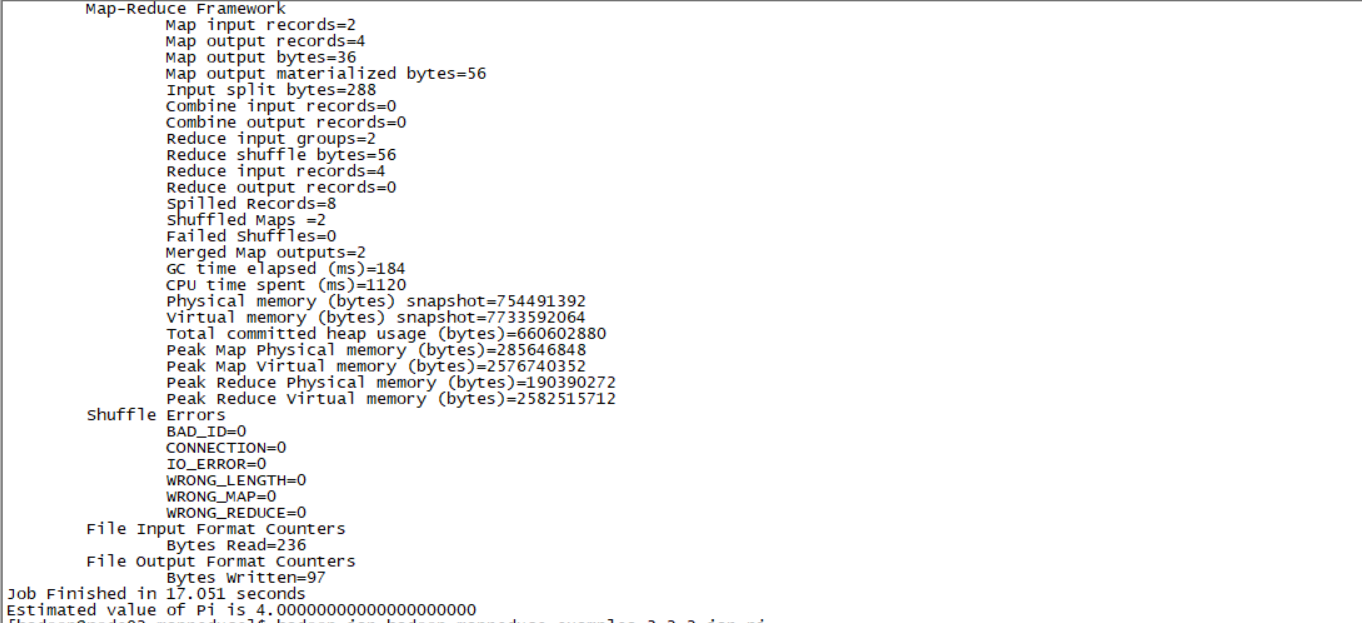 Map-Reduce Framework
Map input records=2
Map output records=4
Map output bytes=36
Map output materialized bytes=56
Input split bytes=288
Combine input records=0
Combine output records=0
Reduce input groups=2
Reduce shuffle bytes=56
Reduce input records=4
Reduce output records=0
Spilled Records=8
Shuffled Maps =2
Failed Shuffles=0
Merged Map outputs=2
GC time elapsed (ms)=184
CPU time spent (ms)=1120
Physical memory (bytes) snapshot=754491392
Virtual memory (bytes) snapshot=7733592064
Total committed heap usage (bytes)=660602880
Peak Map Physical memory (bytes)=285646848
Peak Map Virtual memory (bytes)=2576740352
Peak Reduce Physical memory (bytes)=190390272
Peak Reduce Virtual memory (bytes)=2582515712
Shuffle Errors
BAD_ID=0
CONNECTION=0
IO_ERROR=0
WRONG_LENGTH=0
WRONG_MAP=0
WRONG_REDUCE=0
File Input Format Counters
Bytes Read=236
File Output Format Counters
Bytes Written=97
Job Finished in 17.051 seconds
Estimated value of Pi is 4.00000000000000000000